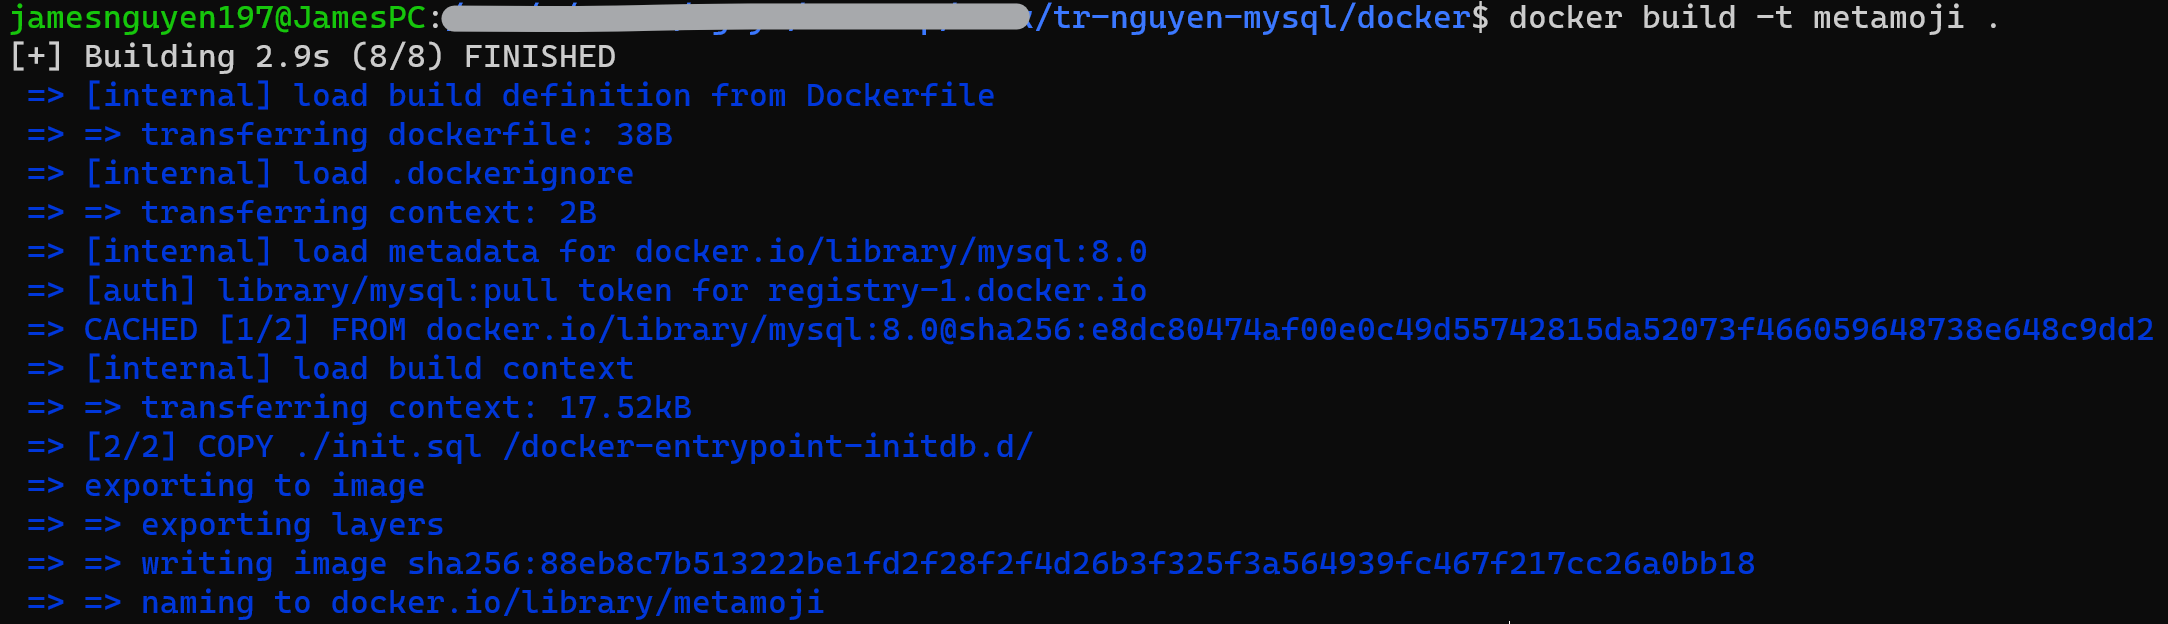 jamesnguyen197@JamesPC: /tr-nguyen-mysql/docker$ docker build -t metamoji .
[+] Building 2.9s (8/8) FINISHED
=> [internal] load build definition from Dockerfile
=> => transferring dockerfile: 38B
=> [internal] load .dockerignore
=> => transferring context: 2B
=> [internal] load metadata for docker.io/library/mysql:8.0
=> [auth] library/mysql:pull token for registry-1.docker.io
=> CACHED [1/2] FROM docker.io/library/mysql:8.0@sha256:e8dc80474af00e0c49d55742815da52073f466059648738e648c9dd2
=> [internal] load build context
=> => transferring context: 17.52kB
=> [2/2] COPY ./init.sql /docker-entrypoint-initdb.d/
=> exporting to image
=> => exporting layers
=> => writing image sha256:88eb8c7b513222be1fd2f28f2f4d26b3f325f3a564939fc467f217cc26a0bb18
=> => naming to docker.io/library/metamoji